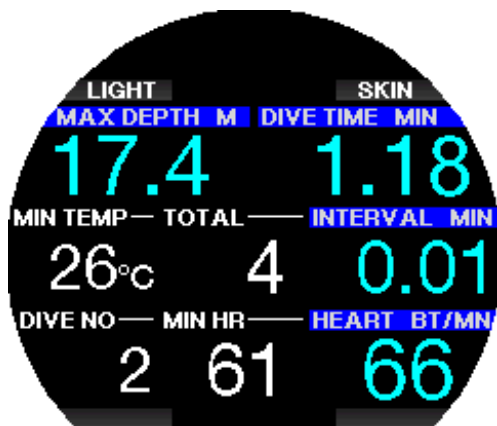 LIGHT SKIN
MAX DEPTH M DIVE TIME MIN
17.4 1.18
MIN TEMP TOTAL INTERVAL MIN
26°C 4 0.01
DIVE NO MIN HR HEART BT/MN
2 61 66